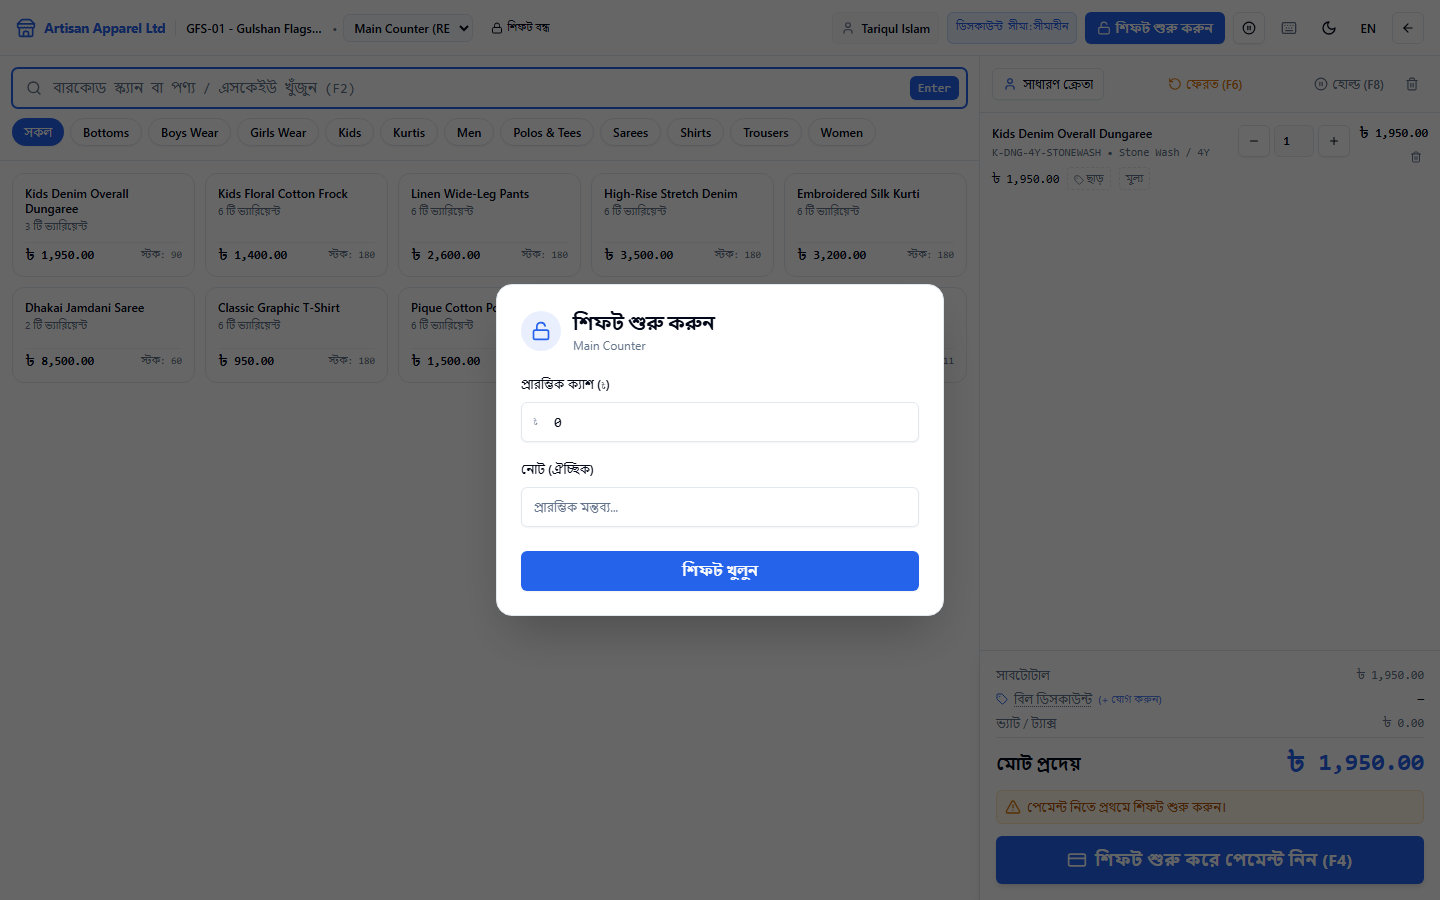 Artisan Apparel Ltd
GFS-01 - Gulshan Flags... • Main Counter (RE
শিফট বন্ধ
Tariqul Islam
ডিসকাউন্ট সীমা:সীমাহীন
শিফট শুরু করুন
EN
বারকোড স্ক্যান বা পণ্য / এসকেইউ খুঁজুন (F2)
Enter
সকল Bottoms Boys Wear Girls Wear Kids Kurtis Men Polos & Tees Sarees Shirts Trousers Women
Kids Denim Overall Dungaree
3 টি ভ্যারিয়েন্ট
৳ 1,950.00 স্টক: 90
Kids Floral Cotton Frock
6 টি ভ্যারিয়েন্ট
৳ 1,400.00 স্টক: 180
Linen Wide-Leg Pants
6 টি ভ্যারিয়েন্ট
৳ 2,600.00 স্টক: 180
High-Rise Stretch Denim
6 টি ভ্যারিয়েন্ট
৳ 3,500.00 স্টক: 180
Embroidered Silk Kurti
6 টি ভ্যারিয়েন্ট
৳ 3,200.00 স্টক: 180
Dhakai Jamdani Saree
2 টি ভ্যারিয়েন্ট
৳ 8,500.00 স্টক: 60
Classic Graphic T-Shirt
6 টি ভ্যারিয়েন্ট
৳ 950.00 স্টক: 180
Pique Cotton Po
6 টি ভ্যারিয়েন্ট
৳ 1,500.00
11
শিফট শুরু করুন
Main Counter
প্রারম্ভিক ক্যাশ (৳)
৳ 0
নোট (ঐচ্ছিক)
প্রারম্ভিক মন্তব্য...
শিফট খুলুন
সাধারণ ক্রেতা
ফেরত (F6)
হোল্ড (F8)
Kids Denim Overall Dungaree
K-DNG-4Y-STONEWASH • Stone Wash / 4Y
− 1 +
৳ 1,950.00
৳ 1,950.00 ছাড় মূল্য
সাবটোটাল ৳ 1,950.00
বিল ডিসকাউন্ট (+ যোগ করুন) —
ভ্যাট / ট্যাক্স ৳ 0.00
মোট প্রদেয় ৳ 1,950.00
পেমেন্ট নিতে প্রথমে শিফট শুরু করুন।
শিফট শুরু করে পেমেন্ট নিন (F4)